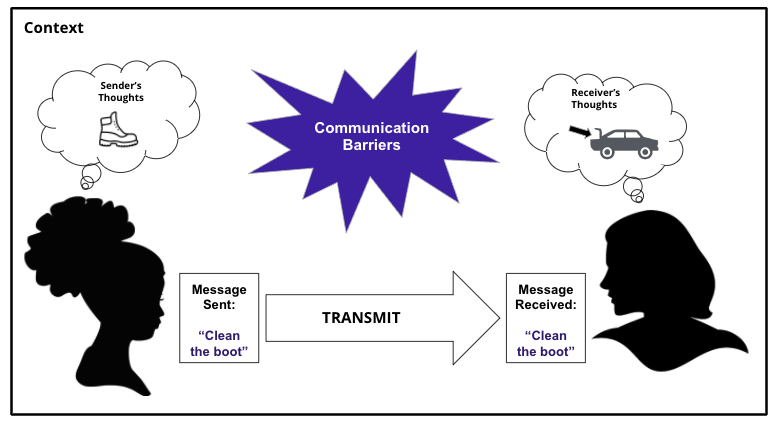 Context
Sender's
Thoughts
Communication
Barriers
Receiver's
Thoughts
Message
Sent:
“Clean
the boot”
TRANSMIT
Message
Received:
“Clean
the boot”